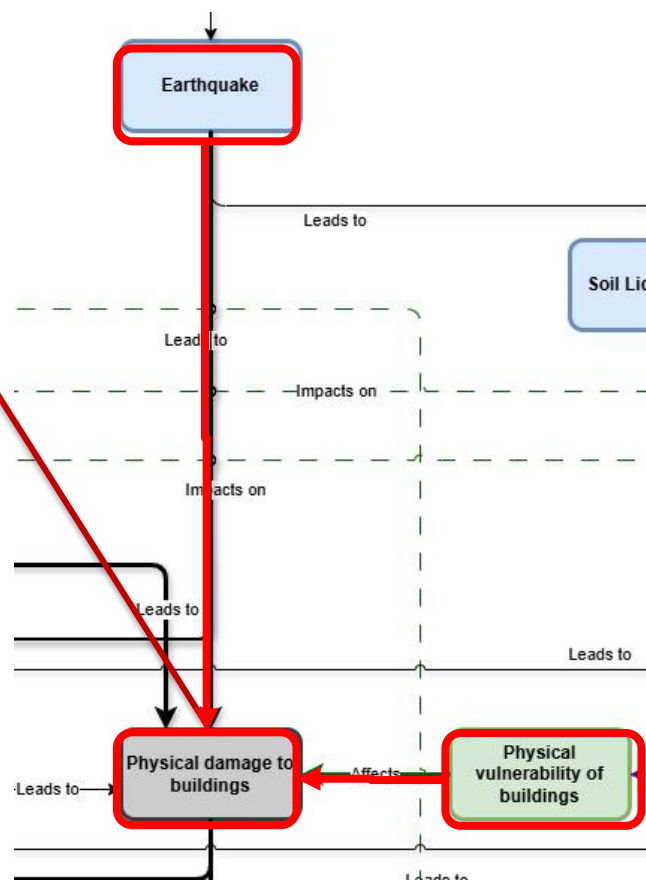 Earthquake
Leads to
Soil Lic
Leads to
Impacts on
Impacts on
Leads to
Leads to
Physical damage to
buildings
Affects
Physical
vulnerability of
buildings
Leads to
Leads to